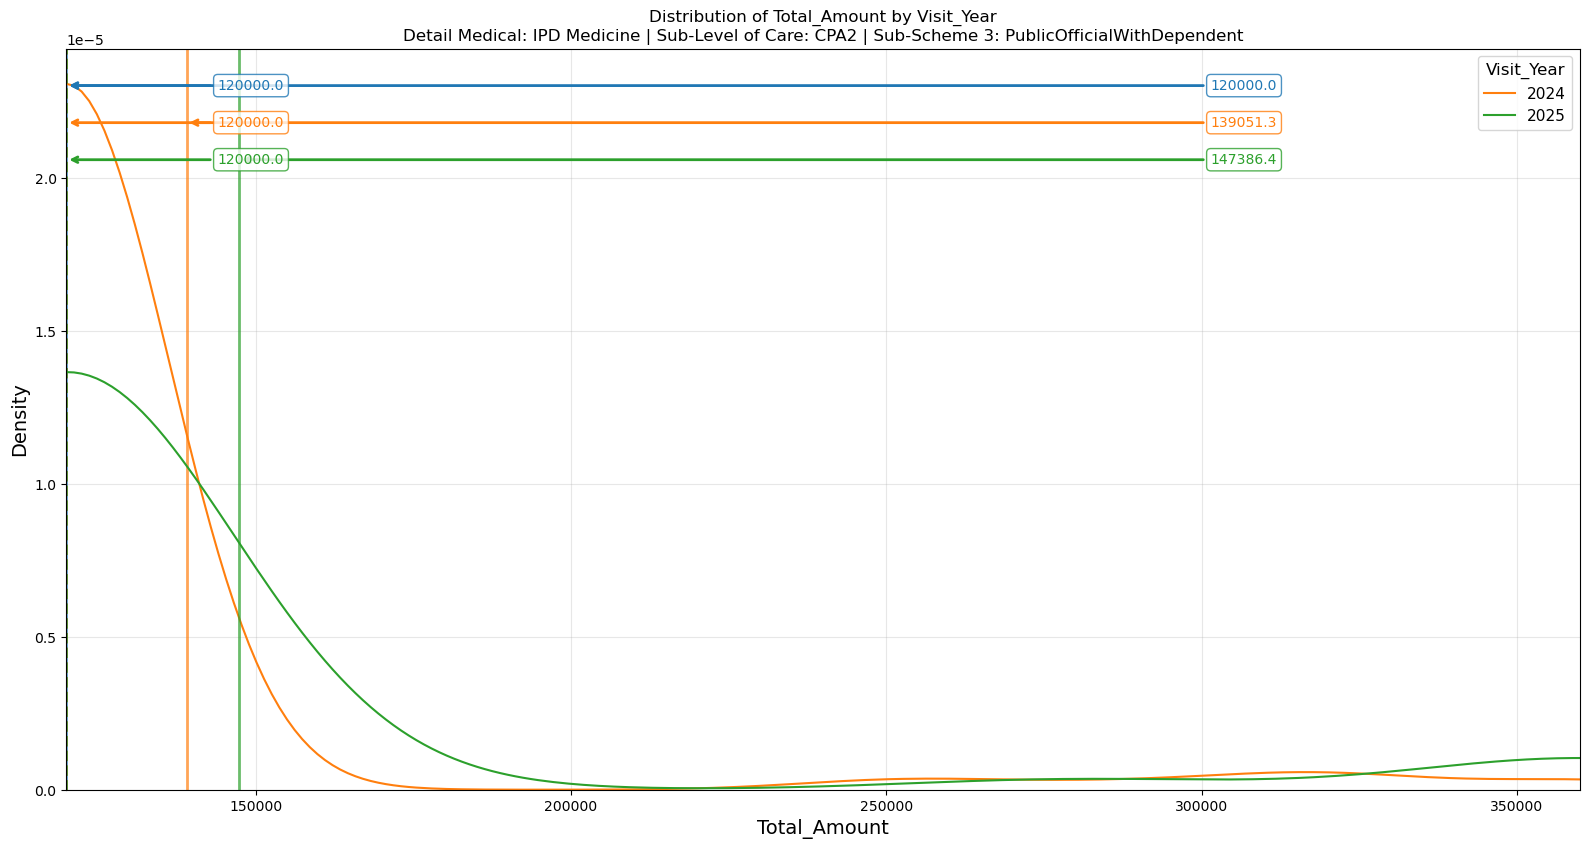 Distribution of Total_Amount by Visit_Year
Detail Medical: IPD Medicine | Sub-Level of Care: CPA2 | Sub-Scheme 3: PublicOfficialWithDependent
1e−5
Visit_Year
2024
2025
120000.0 120000.0
120000.0 139051.3
120000.0 147386.4
2.0
1.5
1.0
0.5
0.0
Density
150000 200000 250000 300000 350000
Total_Amount